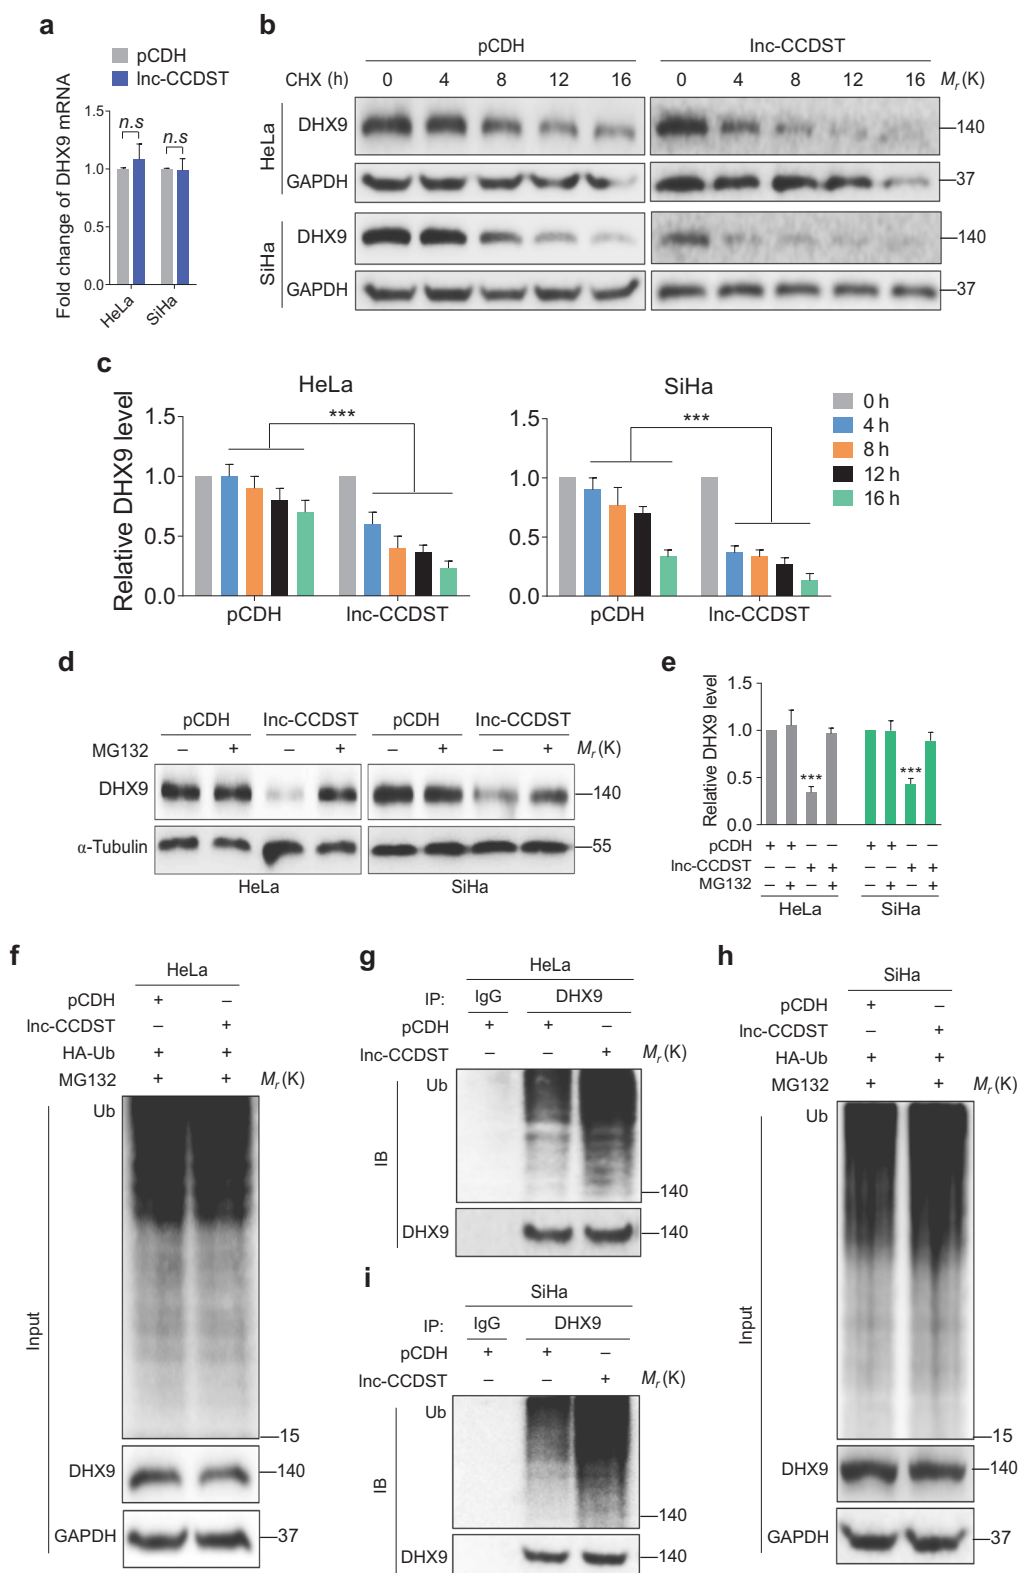 a
pCDH
lnc-CCDST
Fold change of DHX9 mRNA
1.5
1.0
0.5
0.0
n.s
n.s
HeLa
SiHa
b
pCDH
lnc-CCDST
CHX (h)
0 4 8 12 16
0 4 8 12 16
Mr (K)
HeLa
DHX9
140
GAPDH
37
SiHa
DHX9
140
GAPDH
37
c
HeLa
Relative DHX9 level
1.5
1.0
0.5
0.0
***
pCDH
lnc-CCDST
SiHa
1.5
1.0
0.5
0.0
***
pCDH
lnc-CCDST
0 h
4 h
8 h
12 h
16 h
d
pCDH lnc-CCDST pCDH lnc-CCDST
MG132 – + – + – + – + Mr (K)
DHX9
140
α-Tubulin
55
HeLa
SiHa
e
Relative DHX9 level
1.5
1.0
0.5
0.0
***
***
pCDH + + – – + + – –
lnc-CCDST – – + + – – + +
MG132 – + – + – + – +
HeLa
SiHa
f
HeLa
pCDH + –
lnc-CCDST – +
HA-Ub + +
MG132 + + Mr (K)
Input
Ub
15
DHX9
140
GAPDH
37
g
HeLa
IP: IgG DHX9
pCDH + + –
lnc-CCDST – – + Mr (K)
IB
Ub
140
DHX9
140
h
SiHa
pCDH + –
lnc-CCDST – +
HA-Ub + +
MG132 + + Mr (K)
Input
Ub
15
DHX9
140
GAPDH
37
i
SiHa
IP: IgG DHX9
pCDH + + –
lnc-CCDST – – + Mr (K)
IB
Ub
140
DHX9
140